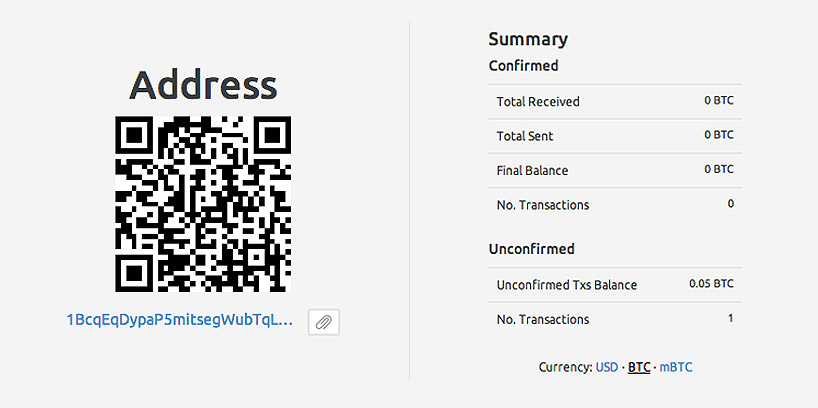 Address
1BcqEqDypaP5mitsegWubTqL...
Summary
Confirmed
Total Received 0 BTC
Total Sent 0 BTC
Final Balance 0 BTC
No. Transactions 0
Unconfirmed
Unconfirmed Txs Balance 0.05 BTC
No. Transactions 1
Currency: USD · BTC · mBTC